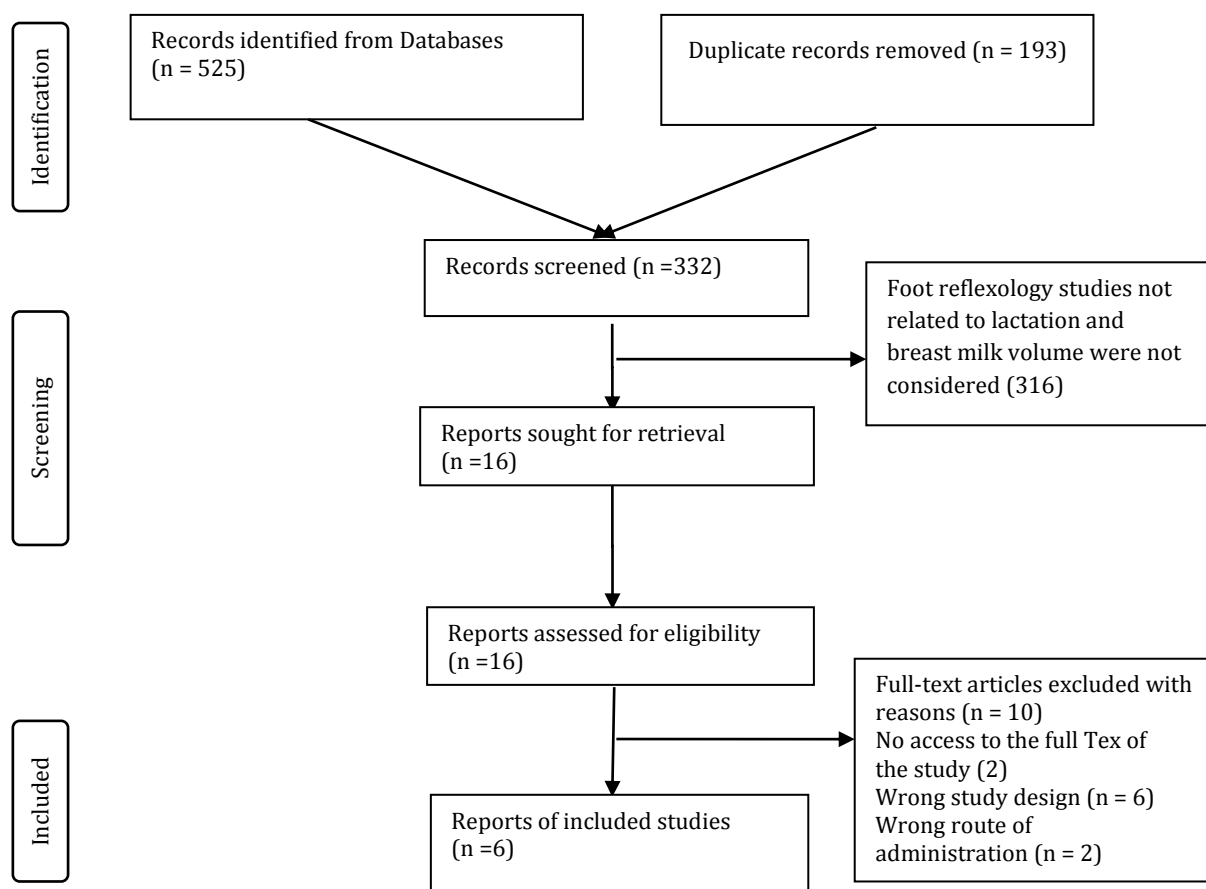 Identification
Records identified from Databases
(n = 525)
Duplicate records removed (n = 193)
Records screened (n =332)
Screening
Foot reflexology studies not
related to lactation and
breast milk volume were not
considered (316)
Reports sought for retrieval
(n =16)
Reports assessed for eligibility
(n =16)
Full-text articles excluded with
reasons (n = 10)
No access to the full Tex of
the study (2)
Wrong study design (n = 6)
Wrong route of
administration (n = 2)
Included
Reports of included studies
(n =6)